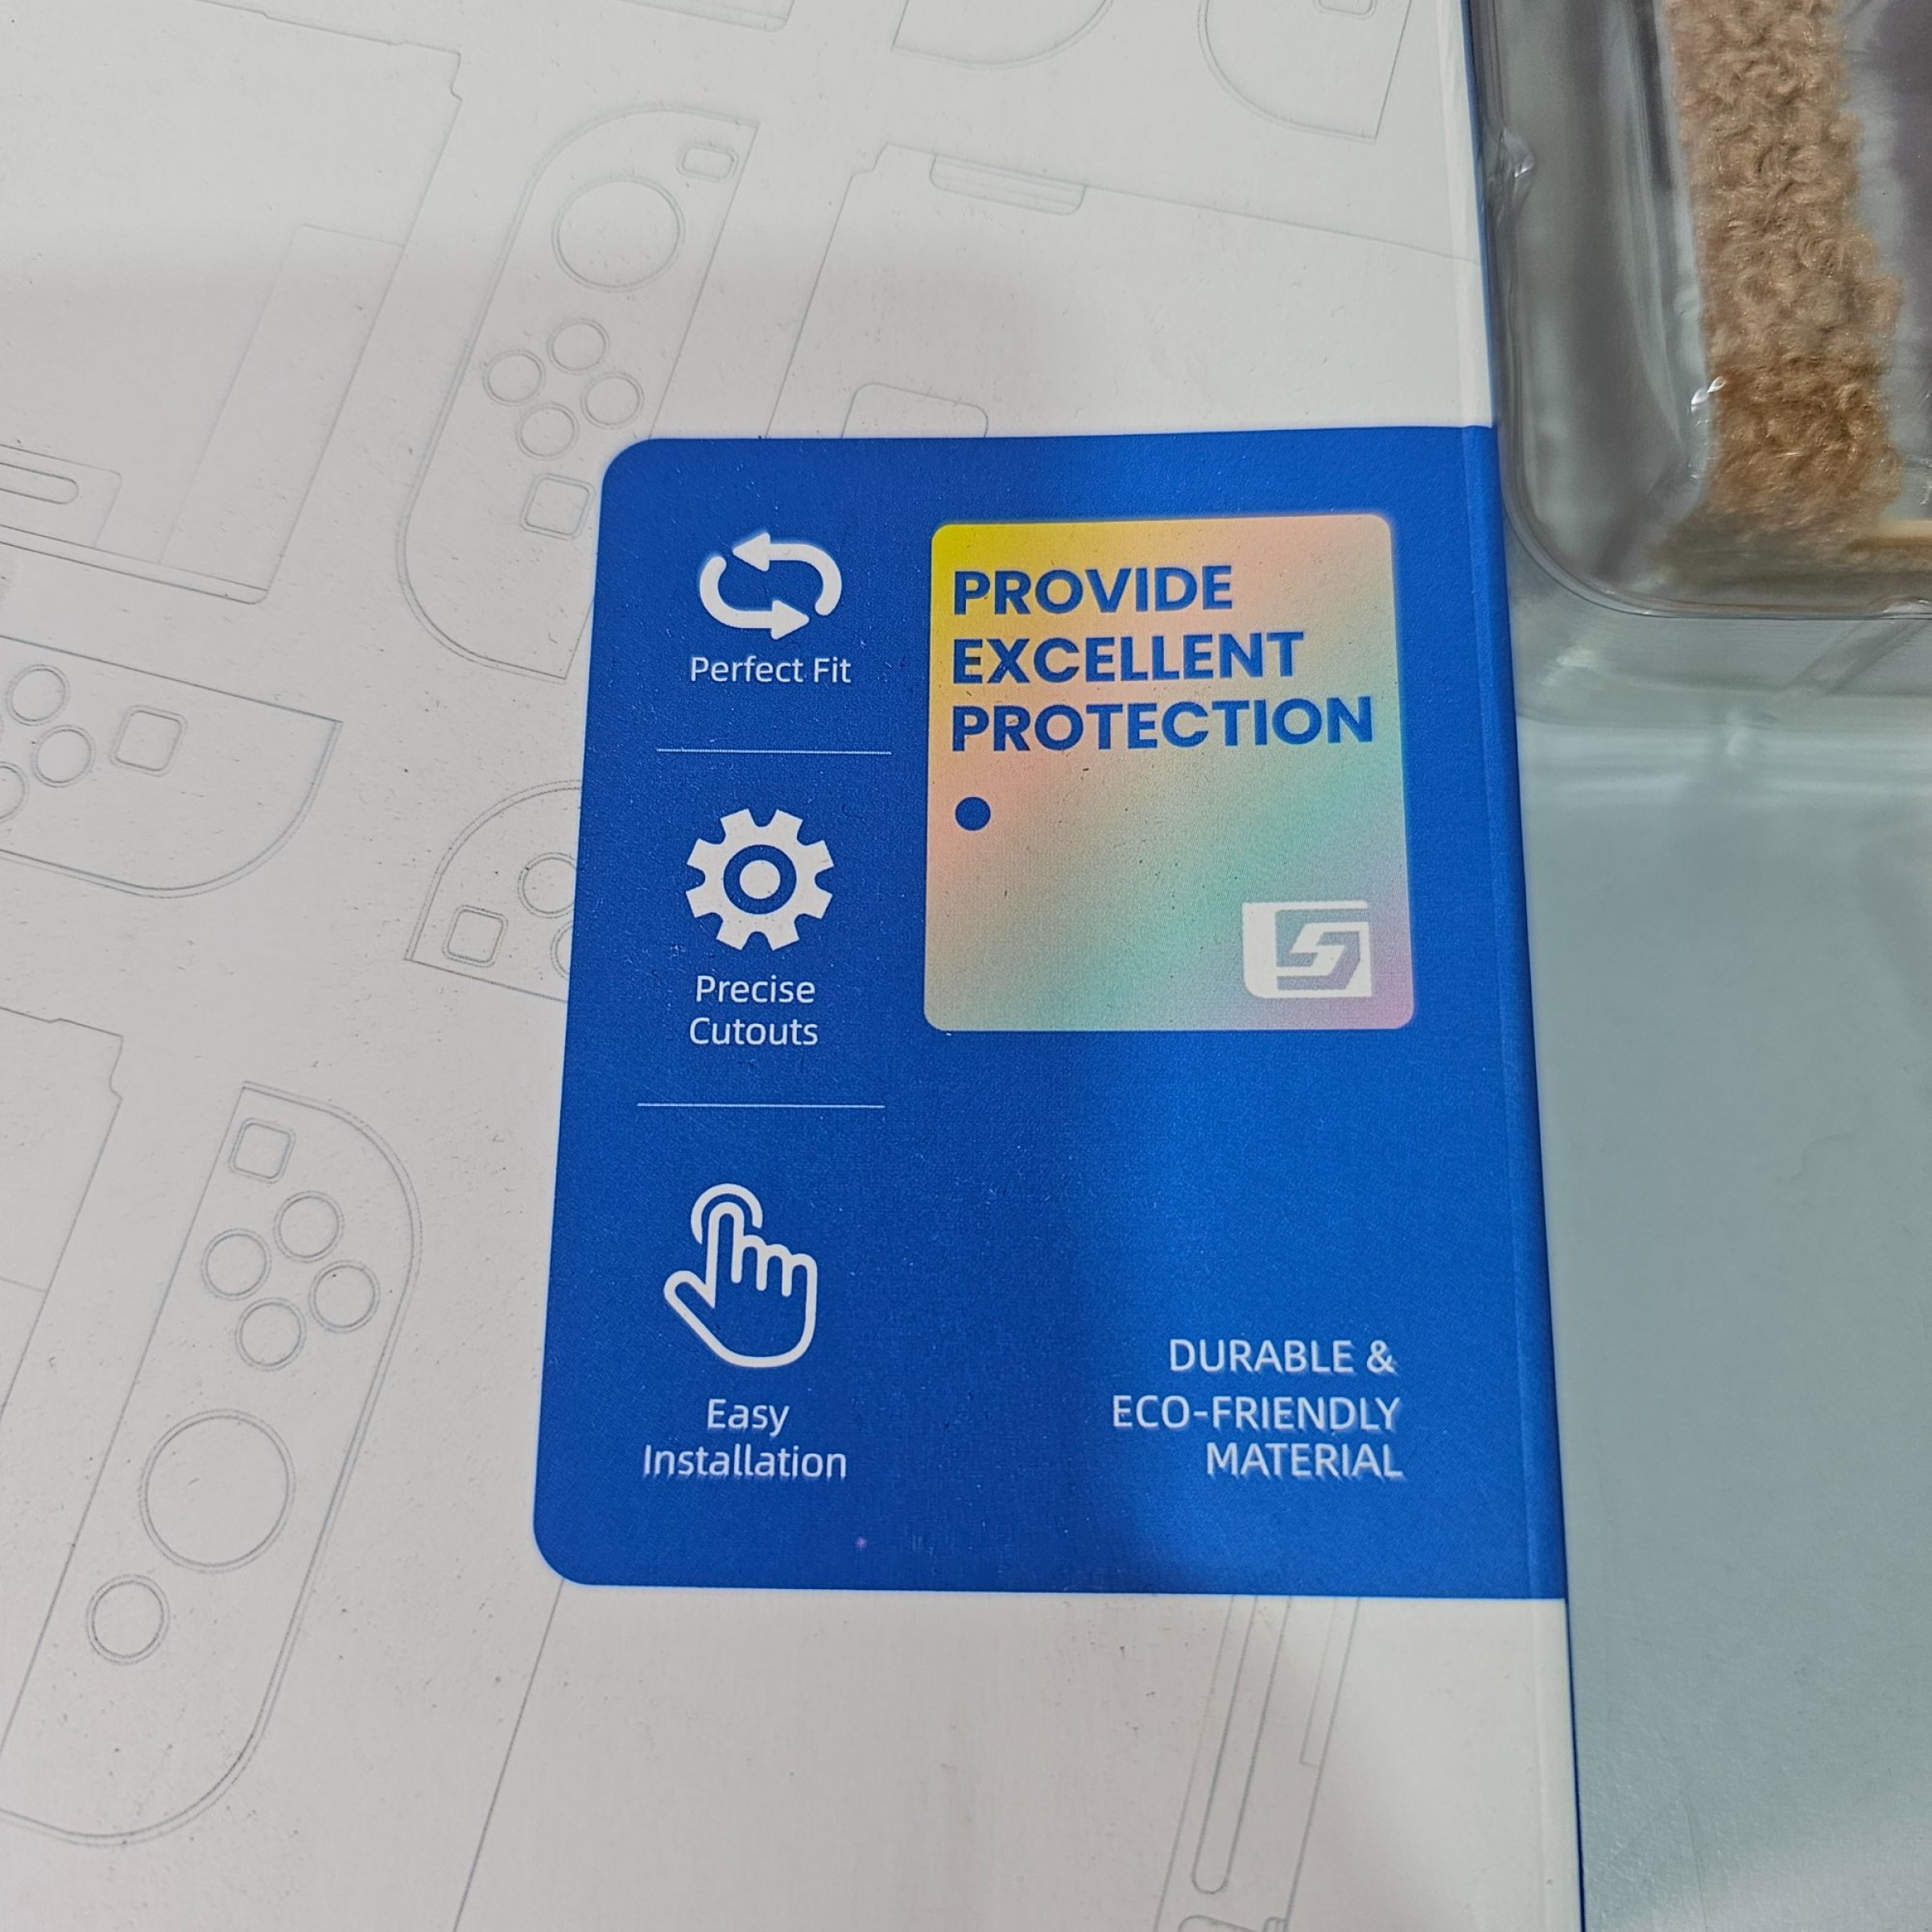 Perfect Fit
Precise
Cutouts
Easy
Installation
PROVIDE
EXCELLENT
PROTECTION
DURABLE &
ECO-FRIENDLY
MATERIAL